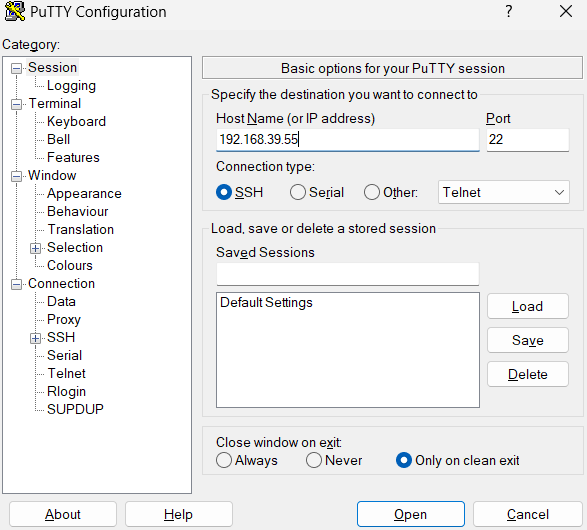 PuTTY Configuration
?
Category:
Session
Logging
Terminal
Keyboard
Bell
Features
Window
Appearance
Behaviour
Translation
Selection
Colours
Connection
Data
Proxy
SSH
Serial
Telnet
Rlogin
SUPDUP
Basic options for your PuTTY session
Specify the destination you want to connect to
Host Name (or IP address) Port
192.168.39.55 22
Connection type:
SSH Serial Other: Telnet
Load, save or delete a stored session
Saved Sessions
Default Settings
Load
Save
Delete
Close window on exit:
Always Never Only on clean exit
About Help Open Cancel